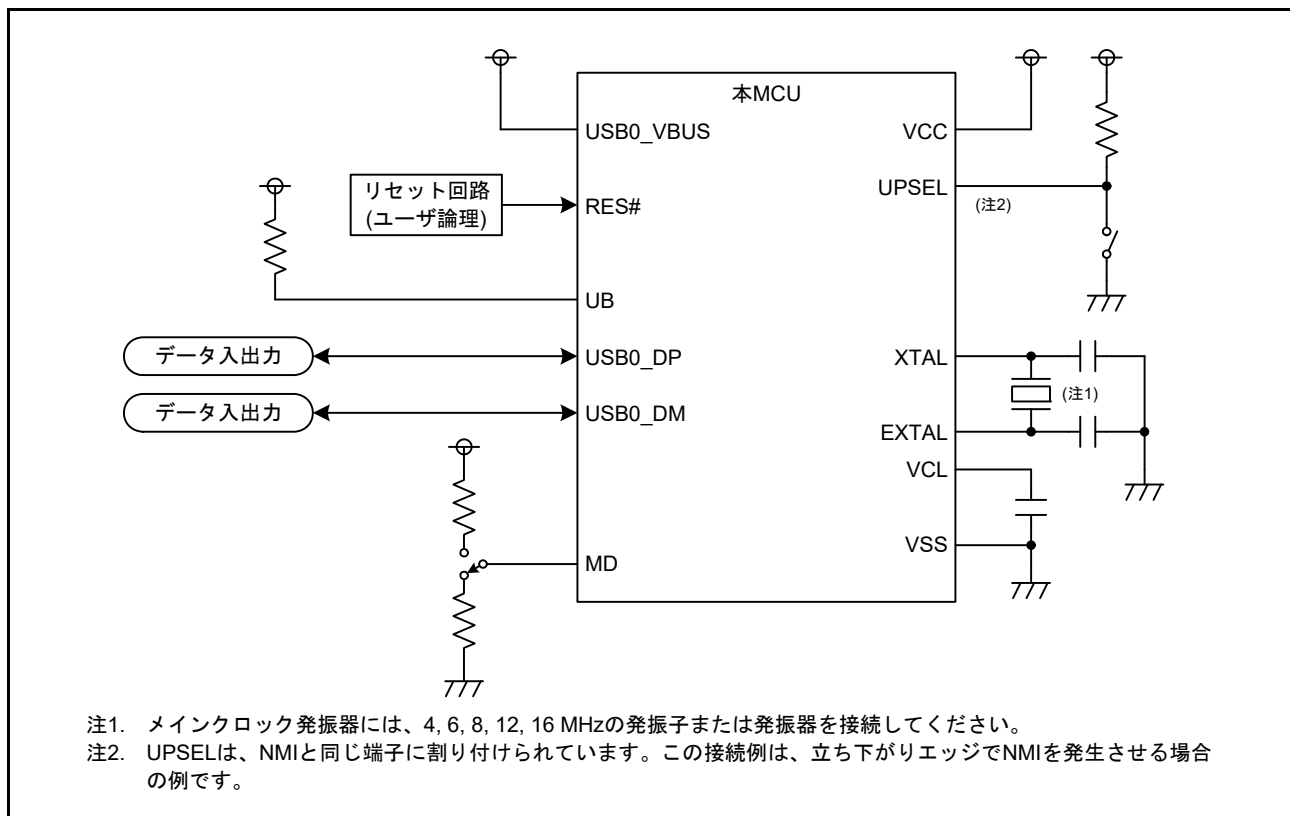 本MCU
USB0_VBUS
VCC
UPSEL
(注2)
リセット回路
(ユーザ論理)
RES#
UB
データ入出力
USB0_DP
XTAL
(注1)
データ入出力
USB0_DM
EXTAL
VCL
VSS
MD
注1. メインクロック発振器には、4, 6, 8, 12, 16 MHzの発振子または発振器を接続してください。
注2. UPSELは、NMIと同じ端子に割り付けられています。この接続例は、立ち下がりエッジでNMIを発生させる場合
の例です。